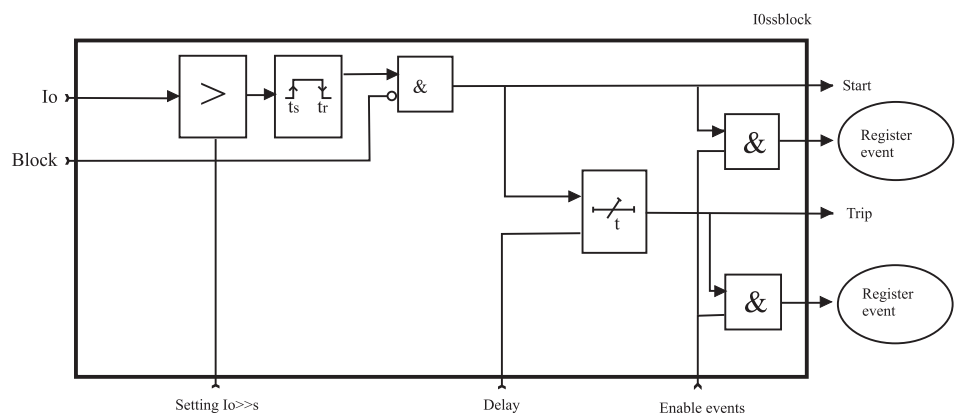 I0ssblock
Io
>
ts tr
&
Start
Block
&
Register
event
t
Trip
&
Register
event
Setting Io>>s
Delay
Enable events